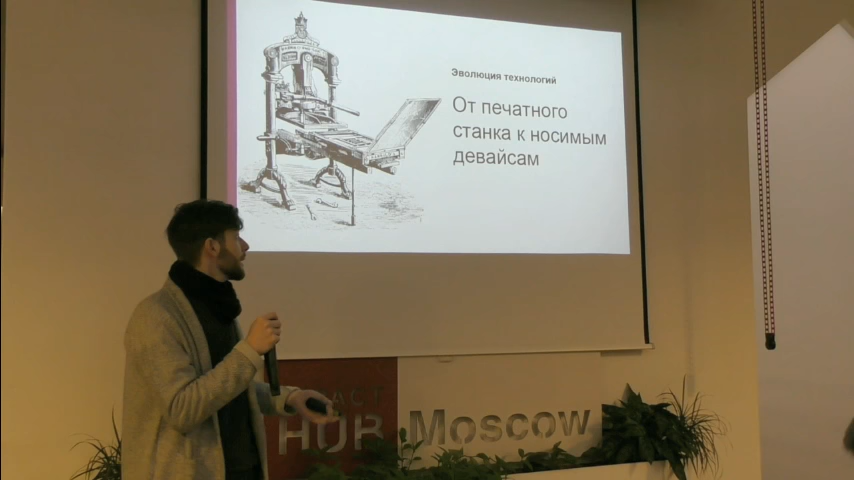 Эволюция технологий
От печатного
станка к носимым
девайсам
HUB Moscow